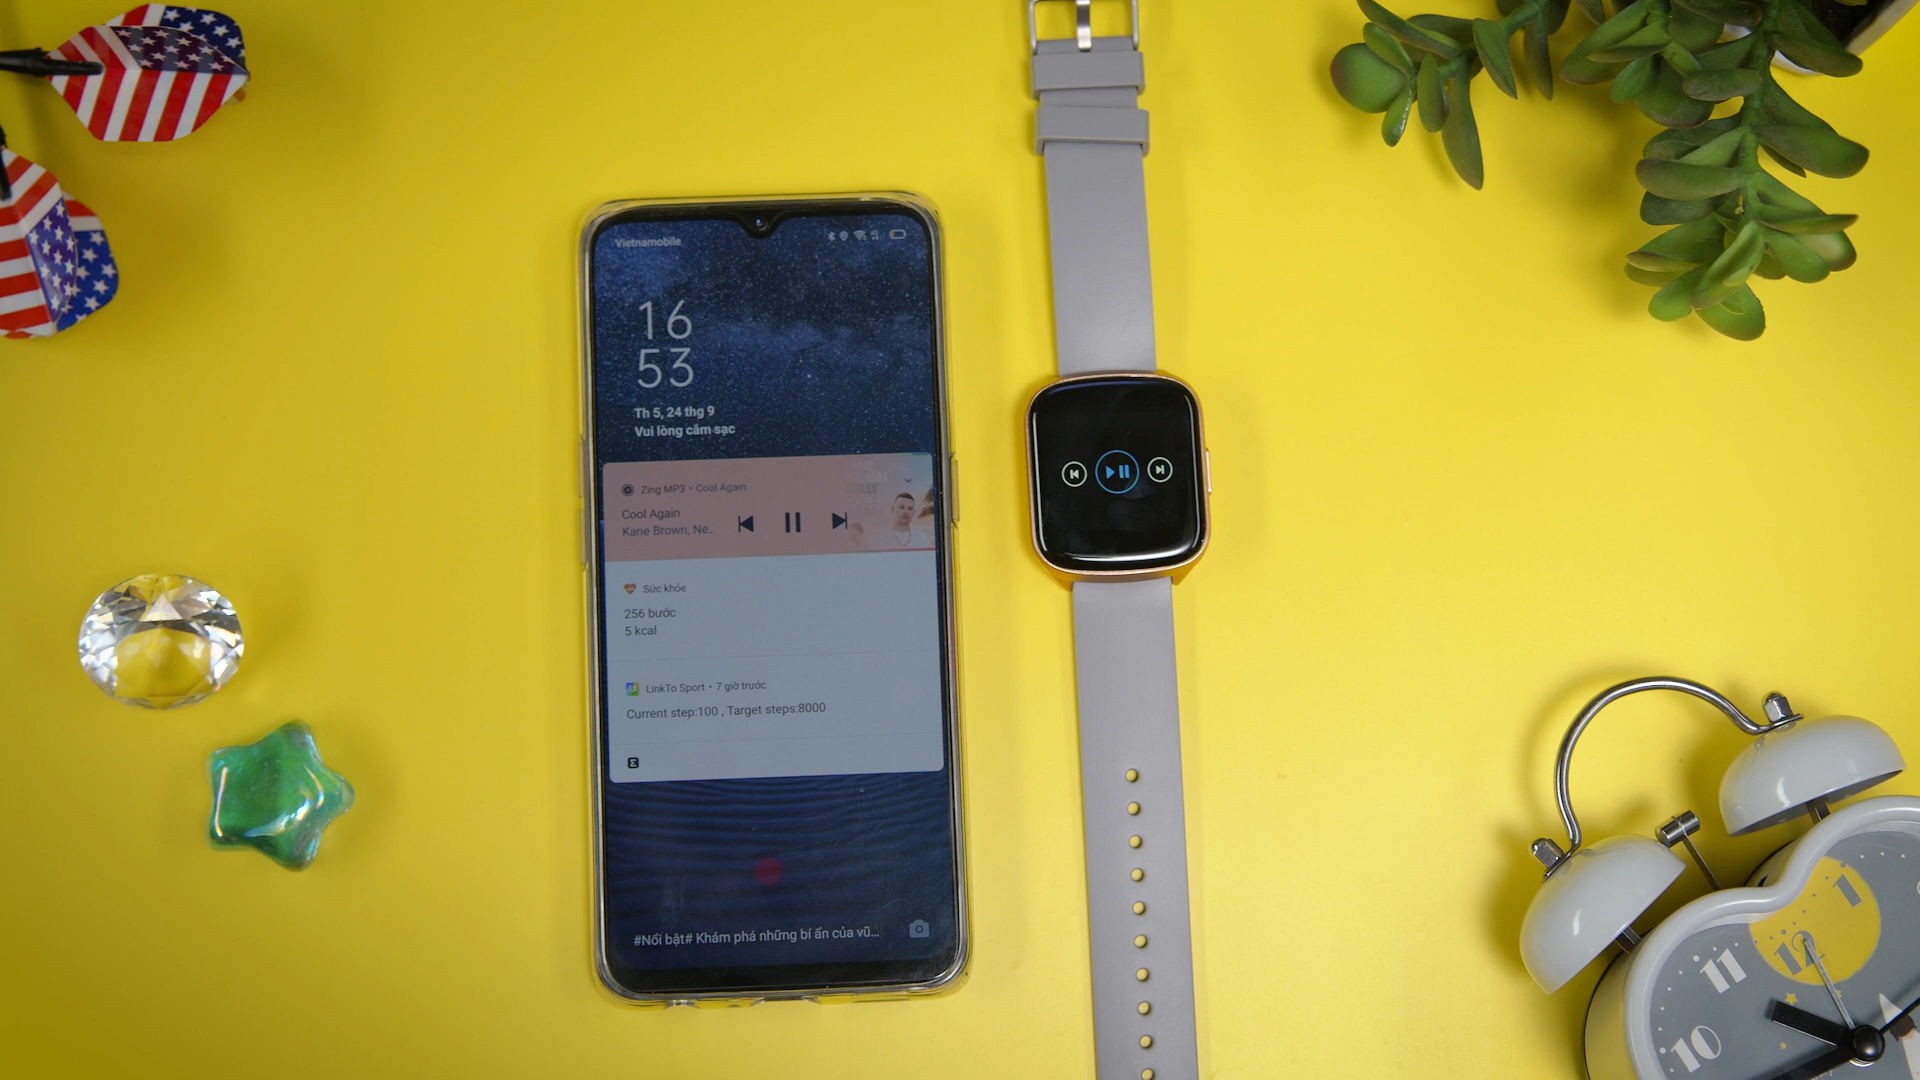 Vietnamobile
16
53
Th 5, 24 thg 9
Vui lòng cắm sạc
Zing MP3 • Cool Again
Cool Again
Kane Brown, Ne..
Sức khỏe
256 bước
5 kcal
LinkTo Sport • 7 giờ trước
Current step:100 , Target steps:8000
#Nổi bật# Khám phá những bí ẩn của vũ...
1
12
11
10